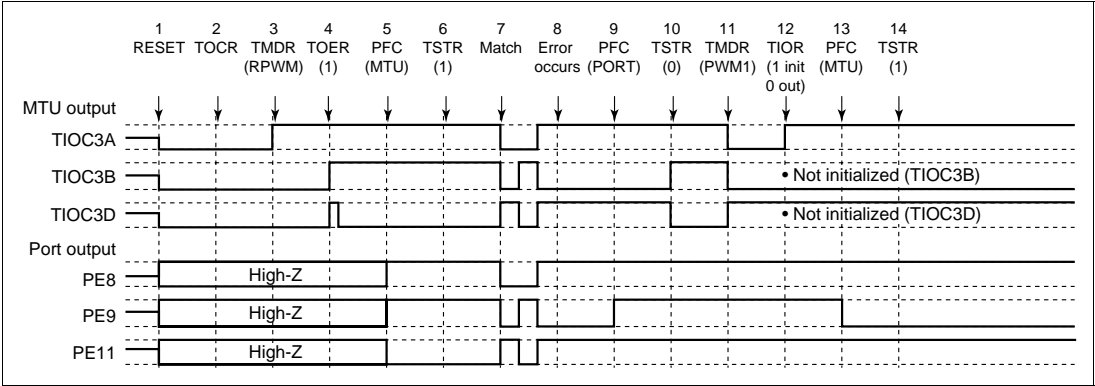 1 2 3 4 5 6 7 8 9 10 11 12 13 14
RESET TOCR TMDR TOER PFC TSTR Match Error PFC TSTR TMDR TIOR PFC TSTR
(RPWM) (1) (MTU) (1) occurs (PORT) (0) (PWM1) (1 init (MTU) (1)
0 out)
MTU output
TIOC3A
TIOC3B • Not initialized (TIOC3B)
TIOC3D • Not initialized (TIOC3D)
Port output
PE8 High-Z
PE9 High-Z
PE11 High-Z